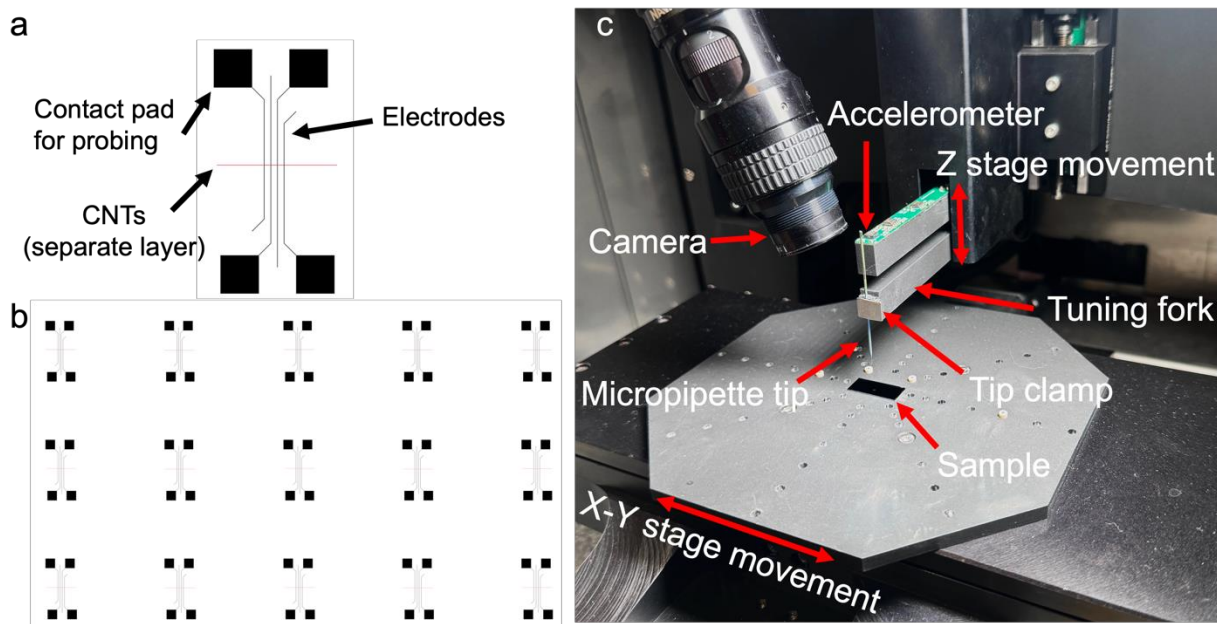 a
Contact pad
for probing
Electrodes
CNTs
(separate layer)
b
c
Accelerometer
Z stage movement
Camera
Tuning fork
Micropipette tip
Tip clamp
Sample
X-Y stage movement